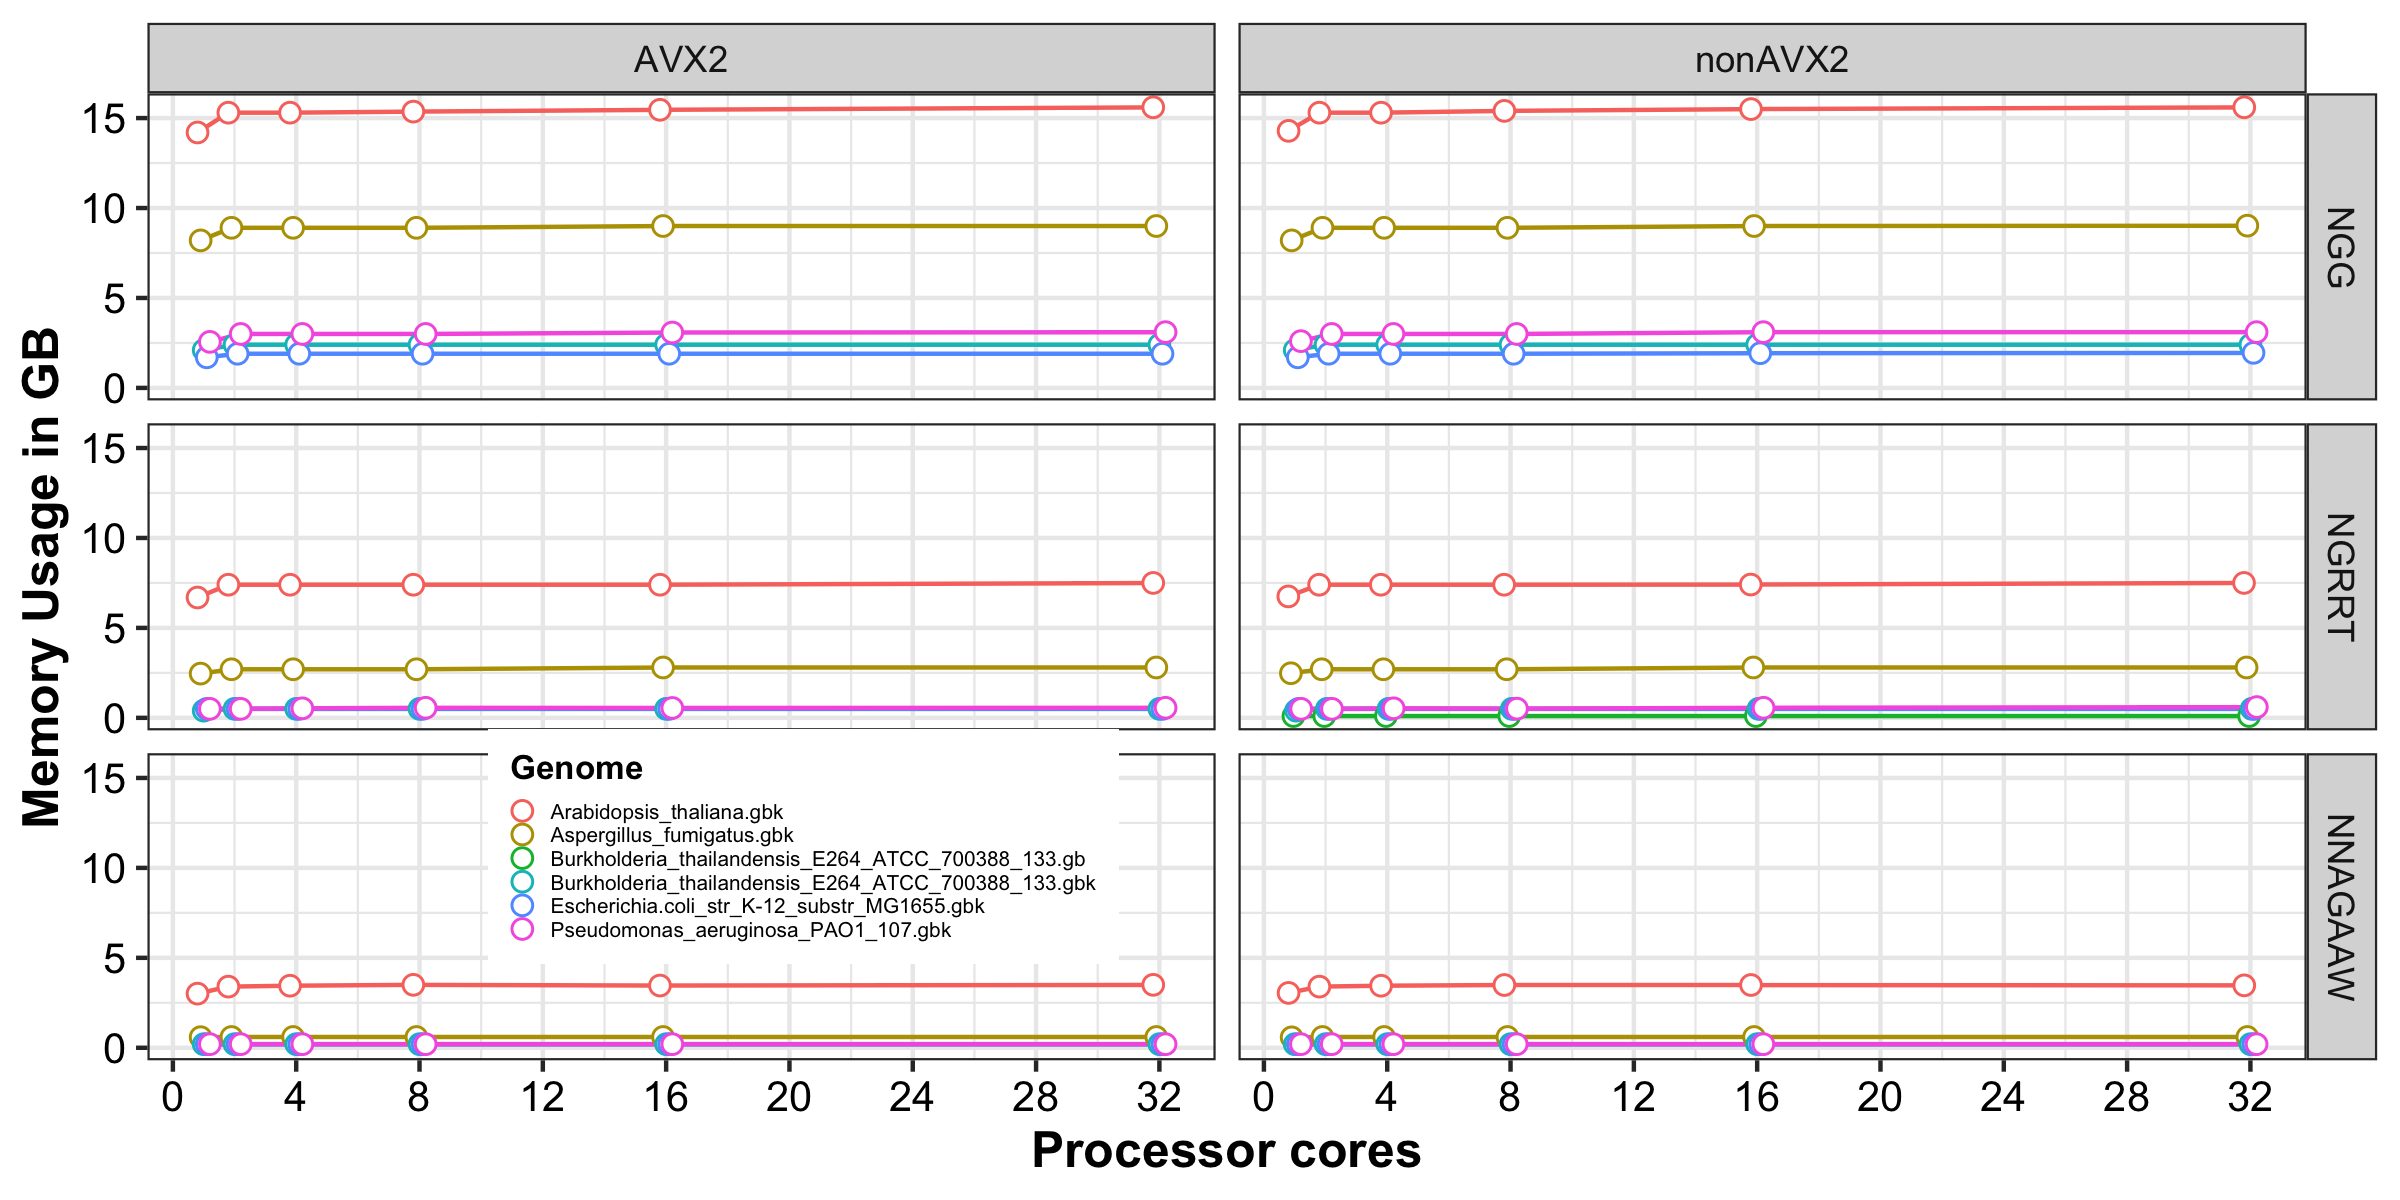 AVX2
nonAVX2
Memory Usage in GB
15
10
5
0
NGG
15
10
5
0
NGRRT
15
10
5
0
NNAGAAW
Genome
Arabidopsis_thaliana.gbk
Aspergillus_fumigatus.gbk
Burkholderia_thailandensis_E264_ATCC_700388_133.gb
Burkholderia_thailandensis_E264_ATCC_700388_133.gbk
Escherichia.coli_str_K-12_substr_MG1655.gbk
Pseudomonas_aeruginosa_PAO1_107.gbk
0 4 8 12 16 20 24 28 32
0 4 8 12 16 20 24 28 32
Processor cores